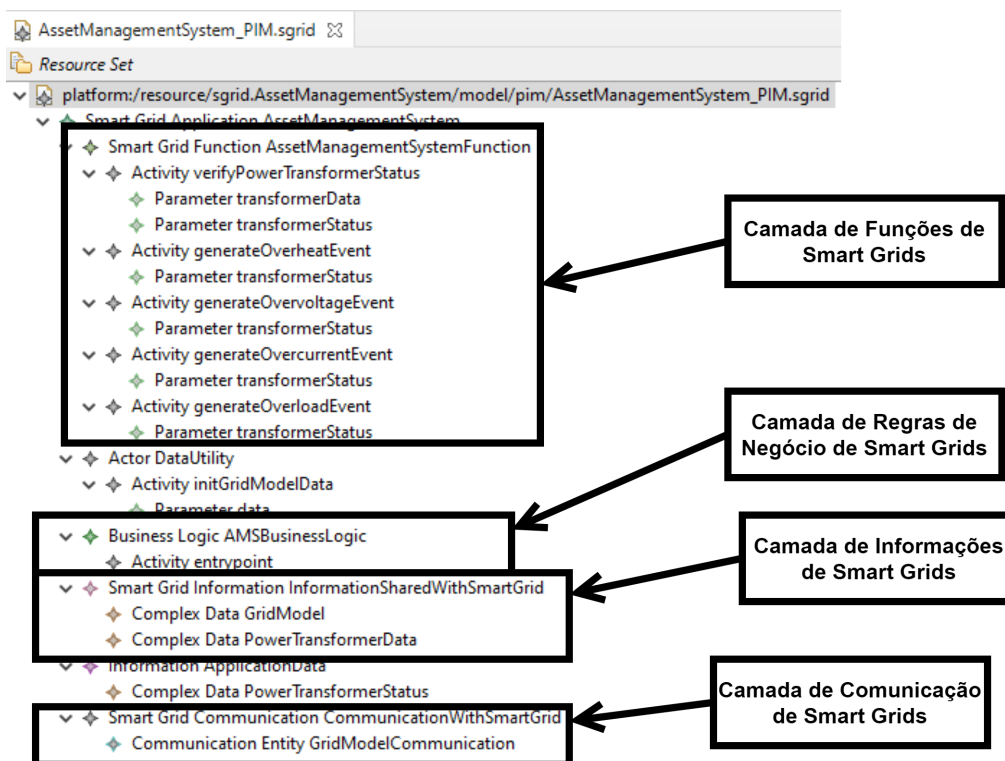 AssetManagementSystem_PIM.sgrid
Resource Set
platform:/resource/sgrid.AssetManagementSystem/model/pim/AssetManagementSystem_PIM.sgrid
Smart Grid Application AssetManagementSystem
Smart Grid Function AssetManagementSystemFunction
Activity verifyPowerTransformerStatus
Parameter transformerData
Parameter transformerStatus
Activity generateOverheatEvent
Parameter transformerStatus
Activity generateOvervoltageEvent
Parameter transformerStatus
Activity generateOvercurrentEvent
Parameter transformerStatus
Activity generateOverloadEvent
Parameter transformerStatus
Actor DataUtility
Activity initGridModelData
Parameter data
Business Logic AMSBusinessLogic
Activity entrypoint
Smart Grid Information InformationSharedWithSmartGrid
Complex Data GridModel
Complex Data PowerTransformerData
Information ApplicationData
Complex Data PowerTransformerStatus
Smart Grid Communication CommunicationWithSmartGrid
Communication Entity GridModelCommunication
Camada de Funções de
Smart Grids
Camada de Regras de
Negócio de Smart Grids
Camada de Informações
de Smart Grids
Camada de Comunicação
de Smart Grids